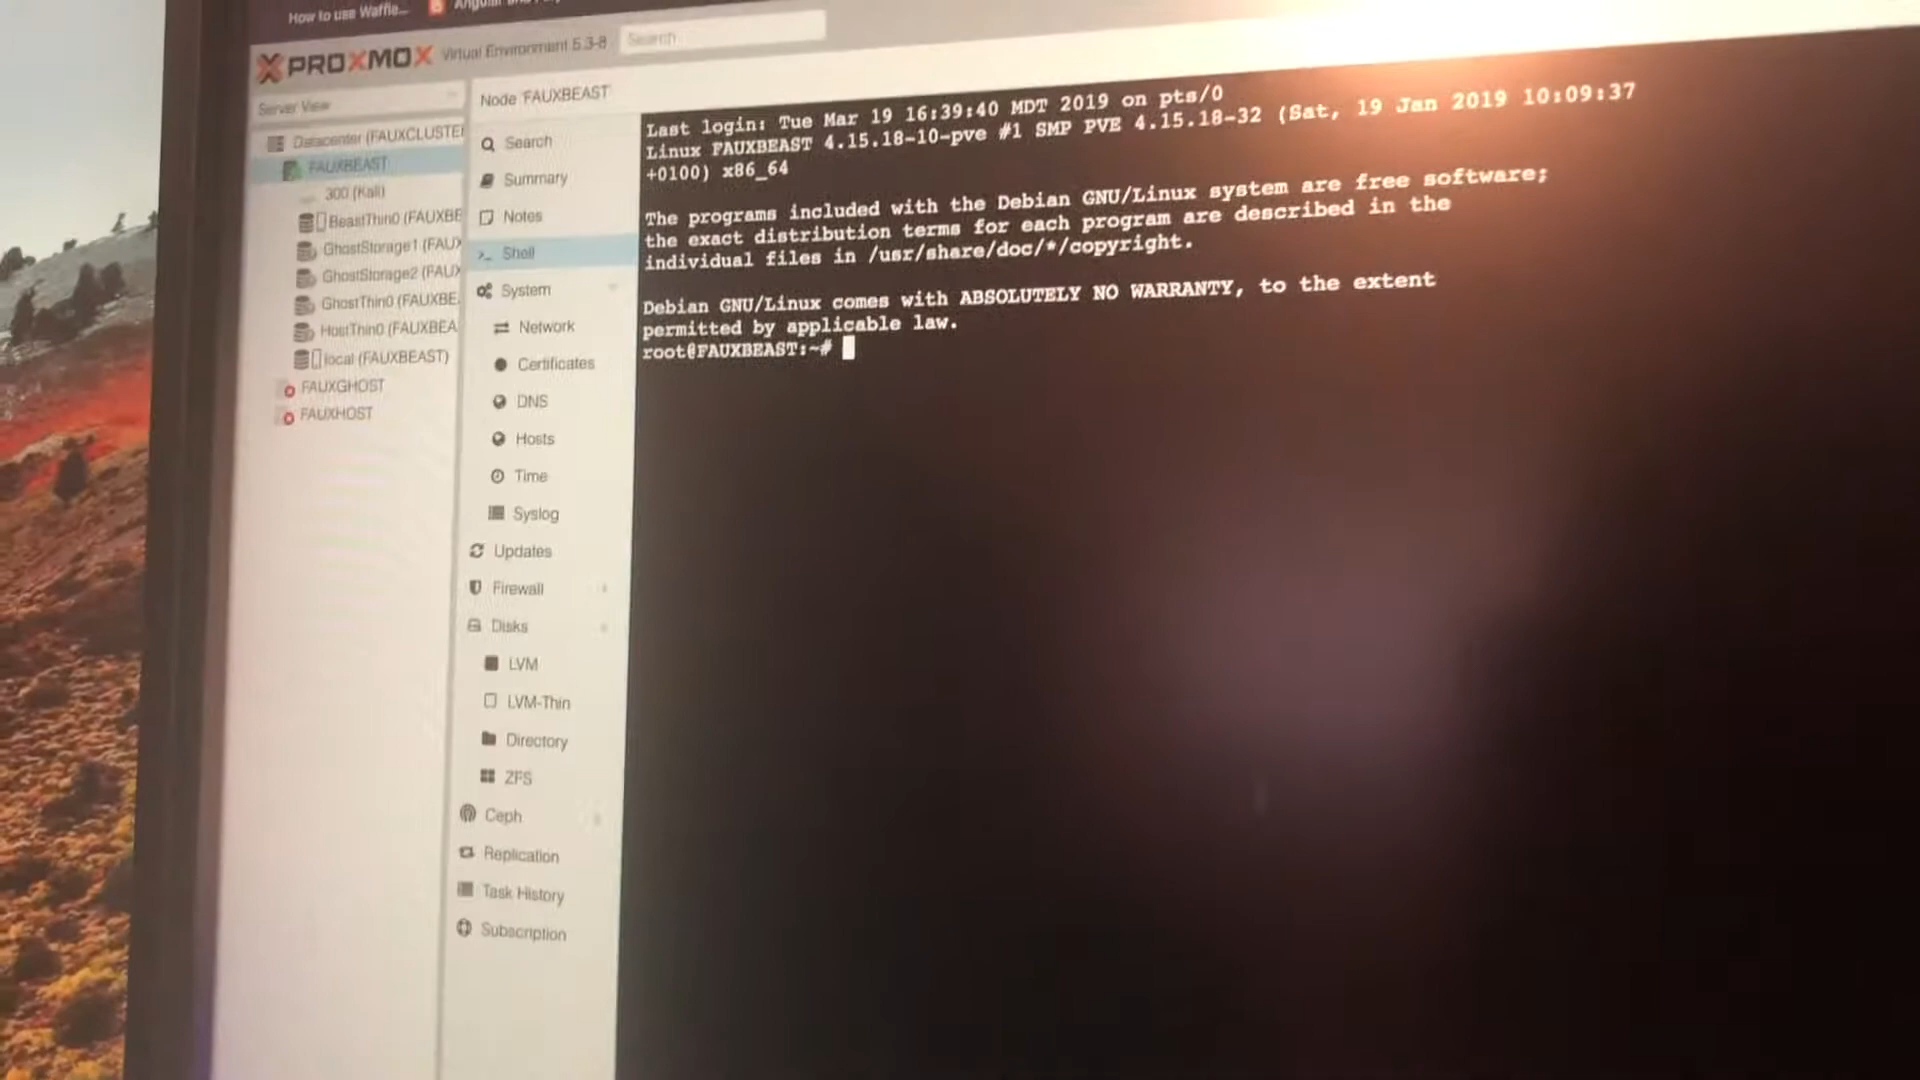 How to use Waffle...
PROXMOX Virtual Environment 5.3-8 Search
Server View
Datacenter (FAUXCLUSTER
FAUXBEAST
300 (Kali)
BeastThin0 (FAUXBE
GhostStorage1 (FAUX
GhostStorage2 (FAUX
GhostThin0 (FAUXBE
HostThin0 (FAUXBEA
local (FAUXBEAST)
FAUXGHOST
FAUXHOST
Node 'FAUXBEAST'
Search
Summary
Notes
>_ Shell
System
Network
Certificates
DNS
Hosts
Time
Syslog
Updates
Firewall
Disks
LVM
LVM-Thin
Directory
ZFS
Ceph
Replication
Task History
Subscription
Last login: Tue Mar 19 16:39:40 MDT 2019 on pts/0
Linux FAUXBEAST 4.15.18-10-pve #1 SMP PVE 4.15.18-32 (Sat, 19 Jan 2019 10:09:37
+0100) x86_64
The programs included with the Debian GNU/Linux system are free software;
the exact distribution terms for each program are described in the
individual files in /usr/share/doc/*/copyright.
Debian GNU/Linux comes with ABSOLUTELY NO WARRANTY, to the extent
permitted by applicable law.
root@FAUXBEAST:~#